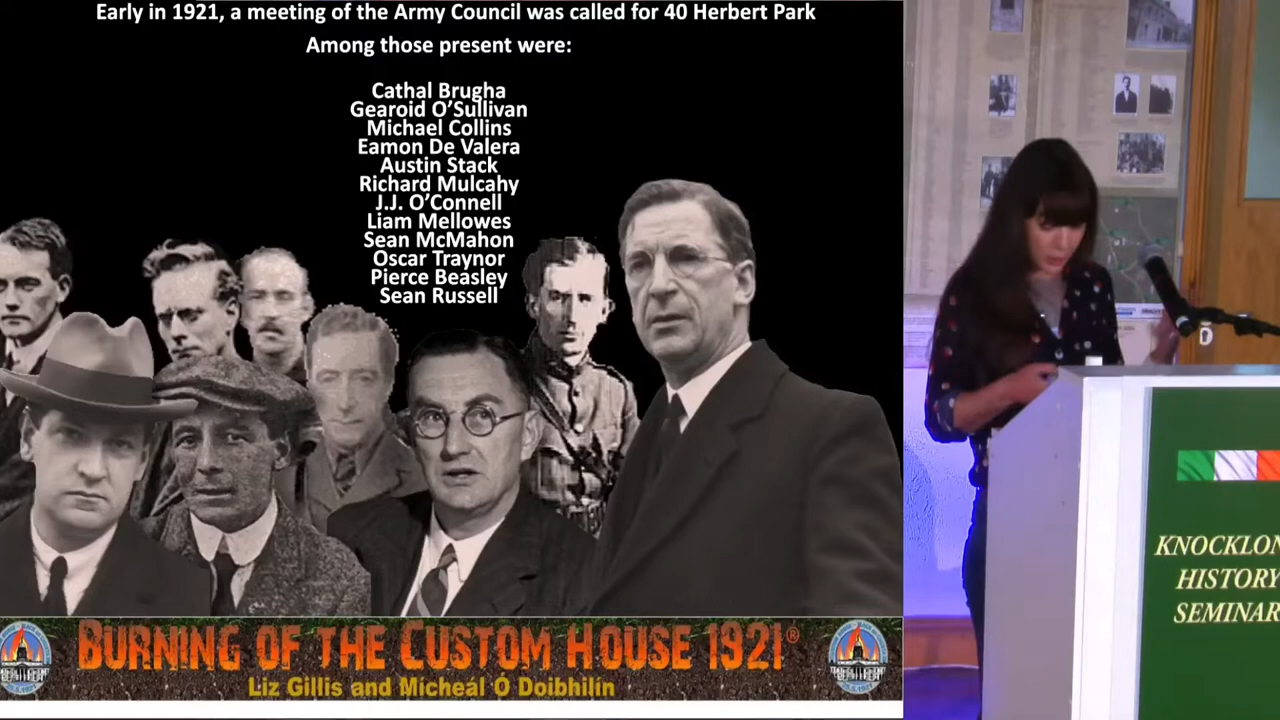 Early in 1921, a meeting of the Army Council was called for 40 Herbert Park
Among those present were:
Cathal Brugha
Gearoid O'Sullivan
Michael Collins
Eamon De Valera
Austin Stack
Richard Mulcahy
J.J. O'Connell
Liam Mellowes
Sean McMahon
Oscar Traynor
Pierce Beasley
Sean Russell
BURNING OF THE CUSTOM HOUSE 1921®
Liz Gillis and Mícheál Ó Doibhilín
KNOCKLON
HISTORY
SEMINAR